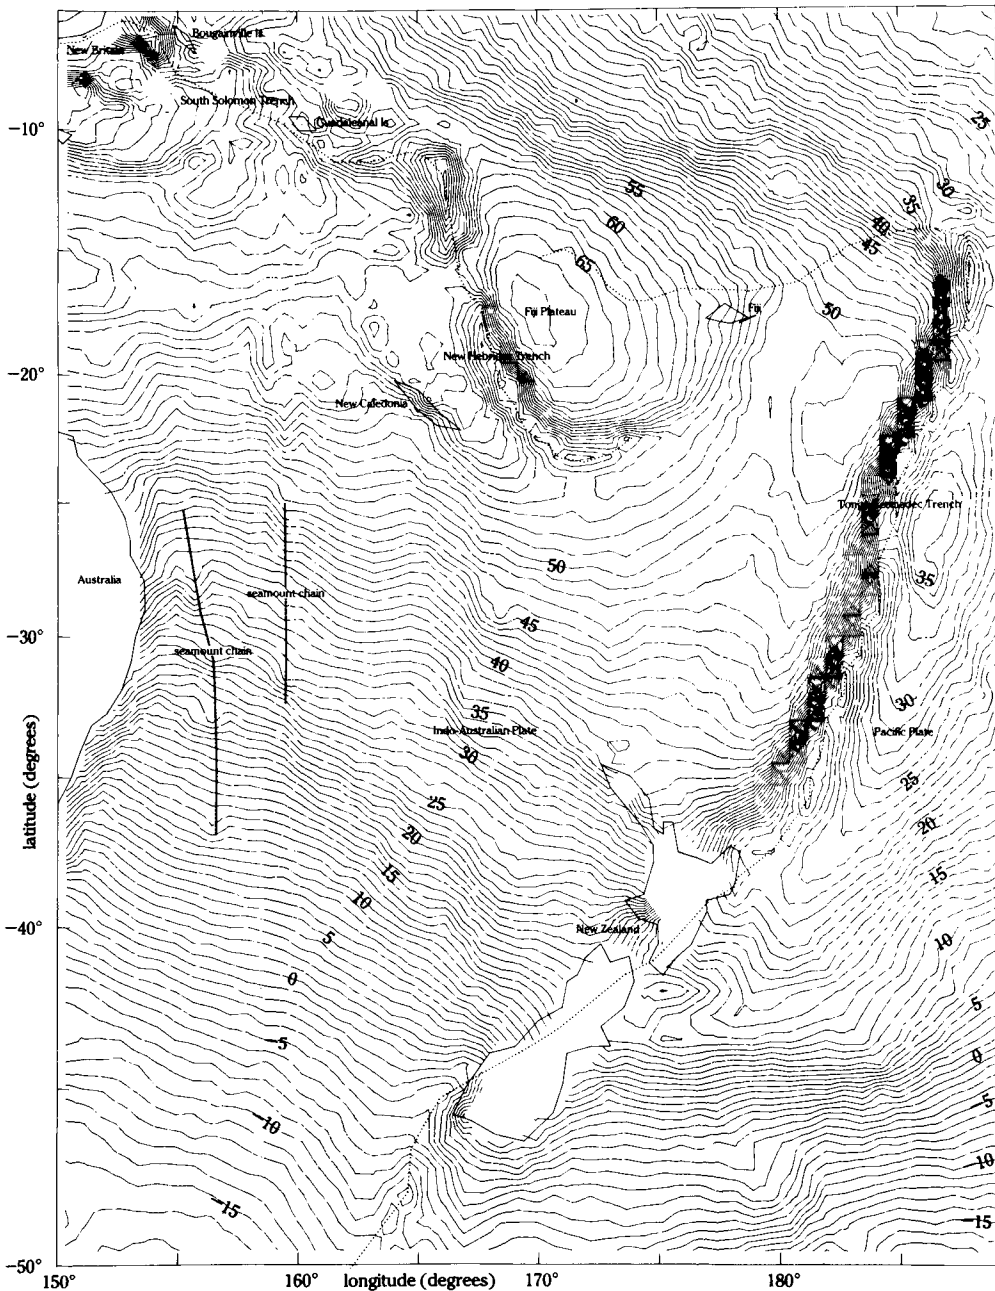 Bougainville Is.
New Britain
South Solomon Trench
Guadalcanal Is
−10°
25
30
35
55
40
60
45
65
50
Fiji Plateau
Fiji
New Hebrides Trench
−20°
New Caledonia
Tonga-Kermadec Trench
50
35
Australia
seamount chain
45
−30°
seamount chain
40
35
30
Indo-Australian Plate
Pacific Plate
30
25
25
20
20
latitude (degrees)
15
15
10
−40°
New Zealand
5
10
0
5
−5
0
−5
−10
−10
−15
−15
−50°
150°
160°
longitude (degrees)
170°
180°